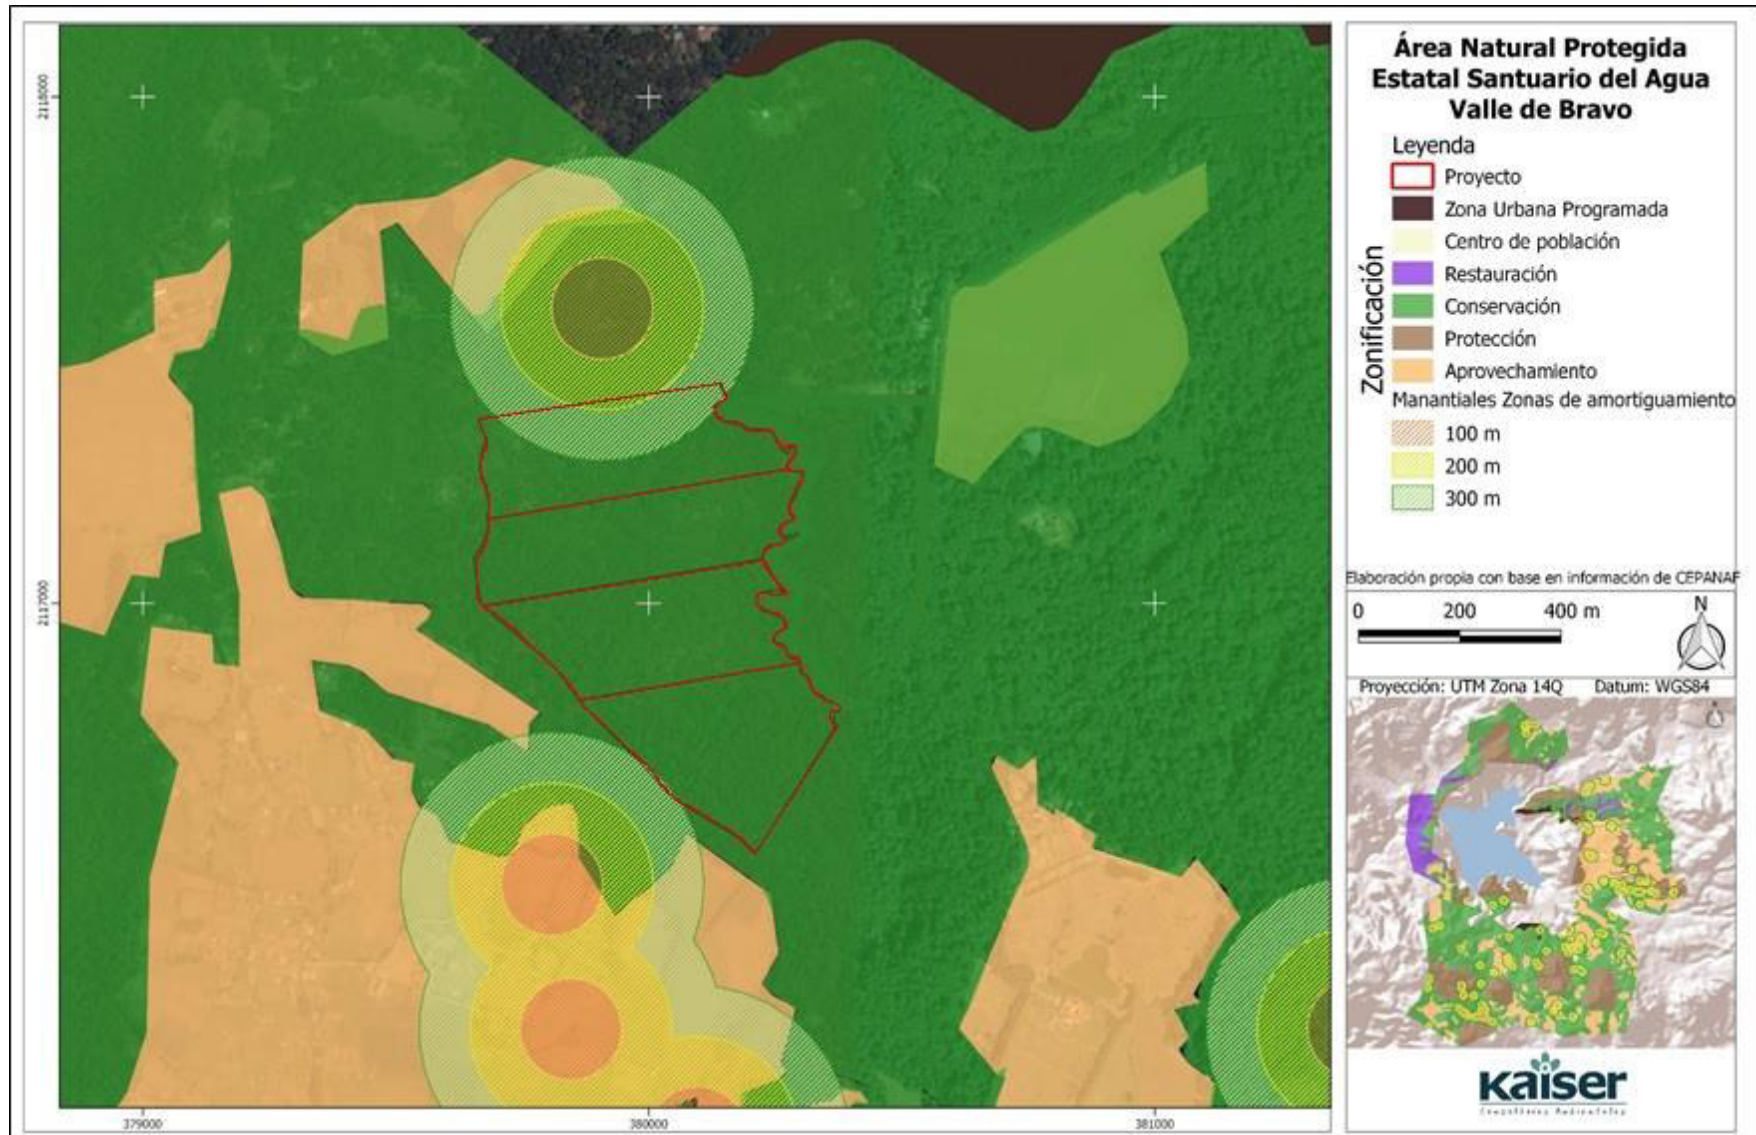 Área Natural Protegida
Estatal Santuario del Agua
Valle de Bravo
Leyenda
Proyecto
Zona Urbana Programada
Centro de población
Restauración
Conservación
Protección
Aprovechamiento
Zonificación
Manantiales Zonas de amortiguamiento
100 m
200 m
300 m
Elaboración propia con base en información de CEPANAF
0 200 400 m
N
Proyección: UTM Zona 14Q Datum: WGS84
kaiser
2118000
2117000
379000 380000 381000